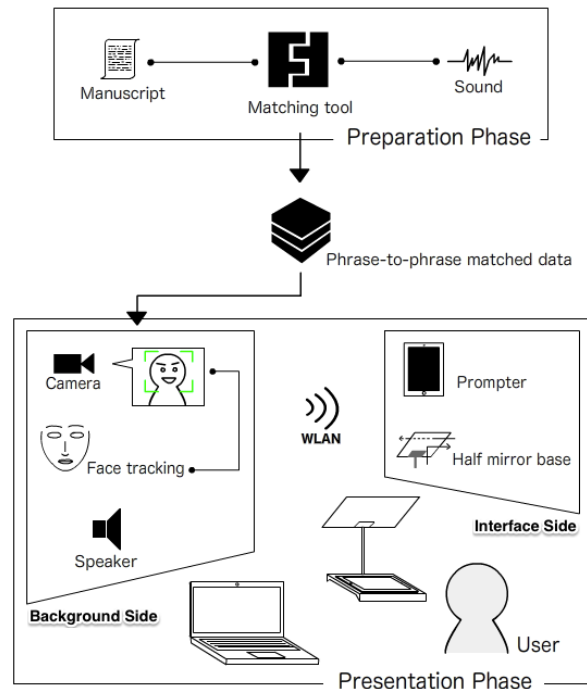 Manuscript
Matching tool
Sound
Preparation Phase
Phrase-to-phrase matched data
Camera
Face tracking
Speaker
Background Side
WLAN
Prompter
Half mirror base
Interface Side
User
Presentation Phase